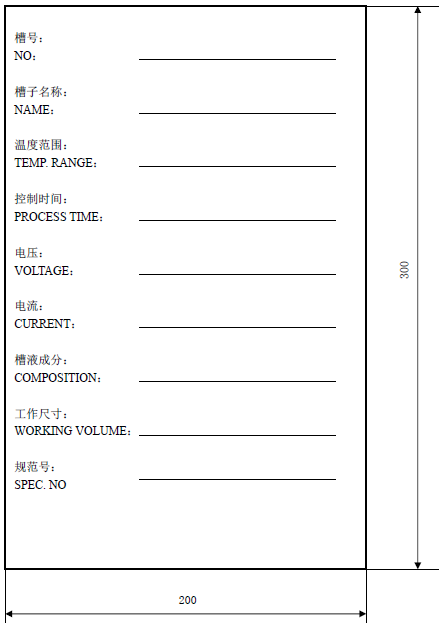 槽号：
NO：
槽子名称：
NAME：
温度范围：
TEMP. RANGE：
控制时间：
PROCESS TIME：
电压：
VOLTAGE：
电流：
CURRENT：
槽液成分：
COMPOSITION：
工作尺寸：
WORKING VOLUME：
规范号：
SPEC. NO
300
200